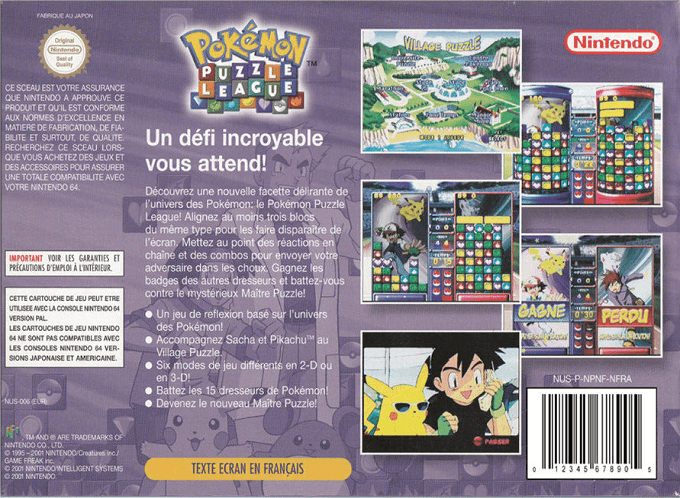 FABRIQUE AU JAPON
Original
Nintendo
Seal of
Quality
CE SCEAU EST VOTRE ASSURANCE
QUE NINTENDO A APPROUVE CE
PRODUIT ET QU'IL EST CONFORME
AUX NORMES D'EXCELLENCE EN
MATIERE DE FABRICATION, DE FIA-
BILITE ET SURTOUT, DE QUALITE.
RECHERCHEZ CE SCEAU LORS-
QUE VOUS ACHETEZ DES JEUX ET
DES ACCESSOIRES POUR ASSURER
UNE TOTALE COMPATIBILITE AVEC
VOTRE NINTENDO 64.
IMPORTANT VOIR LES GARANTIES ET
PRÉCAUTIONS D'EMPLOI À L'INTÉRIEUR.
CETTE CARTOUCHE DE JEU PEUT ETRE
UTILISEE AVEC LA CONSOLE NINTENDO 64
VERSION PAL.
LES CARTOUCHES DE JEU NINTENDO
64 NE SONT PAS COMPATIBLES AVEC
LES CONSOLES NINTENDO 64 VER-
SIONS JAPONAISE ET AMERICAINE.
NUS-006 (EUR)
TM AND ® ARE TRADEMARKS OF
NINTENDO CO., LTD.
© 1995–2001 NINTENDO/Creatures inc./
GAME FREAK inc.
© 2001 NINTENDO/INTELLIGENT SYSTEMS
© 2001 NINTENDO.
POKéMON™
PUZZLE
LEAGUE
Un défi incroyable
vous attend!
Découvrez une nouvelle facette délirante de
l'univers des Pokémon: le Pokémon Puzzle
League! Alignez au moins trois blocs
du même type pour les faire disparaître de
l'écran. Mettez au point des réactions en
chaîne et des combos pour envoyer votre
adversaire dans les choux. Gagnez les
badges des autres dresseurs et battez-vous
contre le mystérieux Maître Puzzle!
● Un jeu de réflexion basé sur l'univers
des Pokémon!
● Accompagnez Sacha et Pikachu™ au
Village Puzzle.
● Six modes de jeu différents en 2-D ou
en 3-D!
● Battez les 15 dresseurs de Pokémon!
● Devenez le nouveau Maître Puzzle!
TEXTE ECRAN EN FRANÇAIS
VILLAGE PUZZLE
Marathon
Stade
Nintendo®
GAGNE
PERDU
PASSER
NUS-P-NPNF-NFRA
0 12345 67890 5